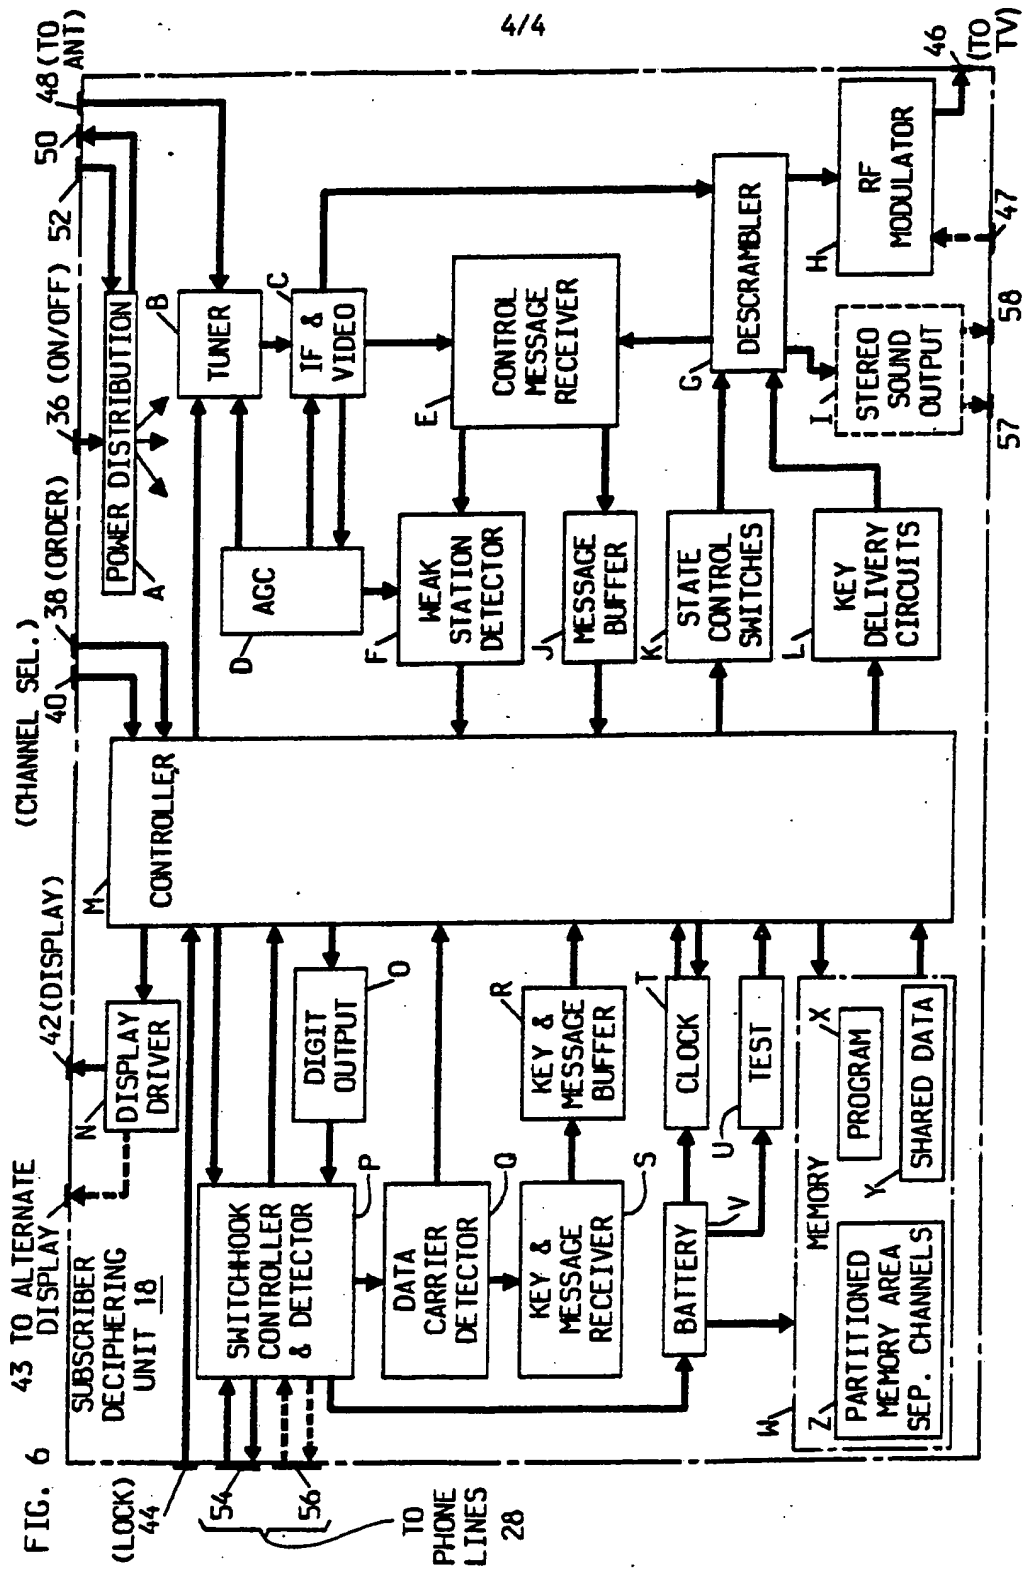 4/4
FIG. 6
43 TO ALTERNATE
DISPLAY
42 (DISPLAY)
(CHANNEL SEL.)
40
38 (ORDER)
36 (ON/OFF)
52
50
48 (TO
ANT)
SUBSCRIBER
DECIPHERING
UNIT 18
(LOCK)
44
54
56
TO
PHONE
LINES
28
N
DISPLAY
DRIVER
M
CONTROLLER
A
POWER DISTRIBUTION
B
TUNER
C
IF &
VIDEO
D
AGC
E
CONTROL
MESSAGE
RECEIVER
F
WEAK
STATION
DETECTOR
G
DESCRAMBLER
H
RF
MODULATOR
I
STEREO
SOUND
OUTPUT
J
MESSAGE
BUFFER
K
STATE
CONTROL
SWITCHES
L
KEY
DELIVERY
CIRCUITS
O
DIGIT
OUTPUT
P
SWITCHHOOK
CONTROLLER
& DETECTOR
Q
DATA
CARRIER
DETECTOR
R
KEY &
MESSAGE
BUFFER
S
KEY &
MESSAGE
RECEIVER
T
CLOCK
U
TEST
V
BATTERY
W
MEMORY
X
PROGRAM
Y
SHARED DATA
Z
PARTITIONED
MEMORY AREA
SEP. CHANNELS
57
58
47
46
(TO
TV)